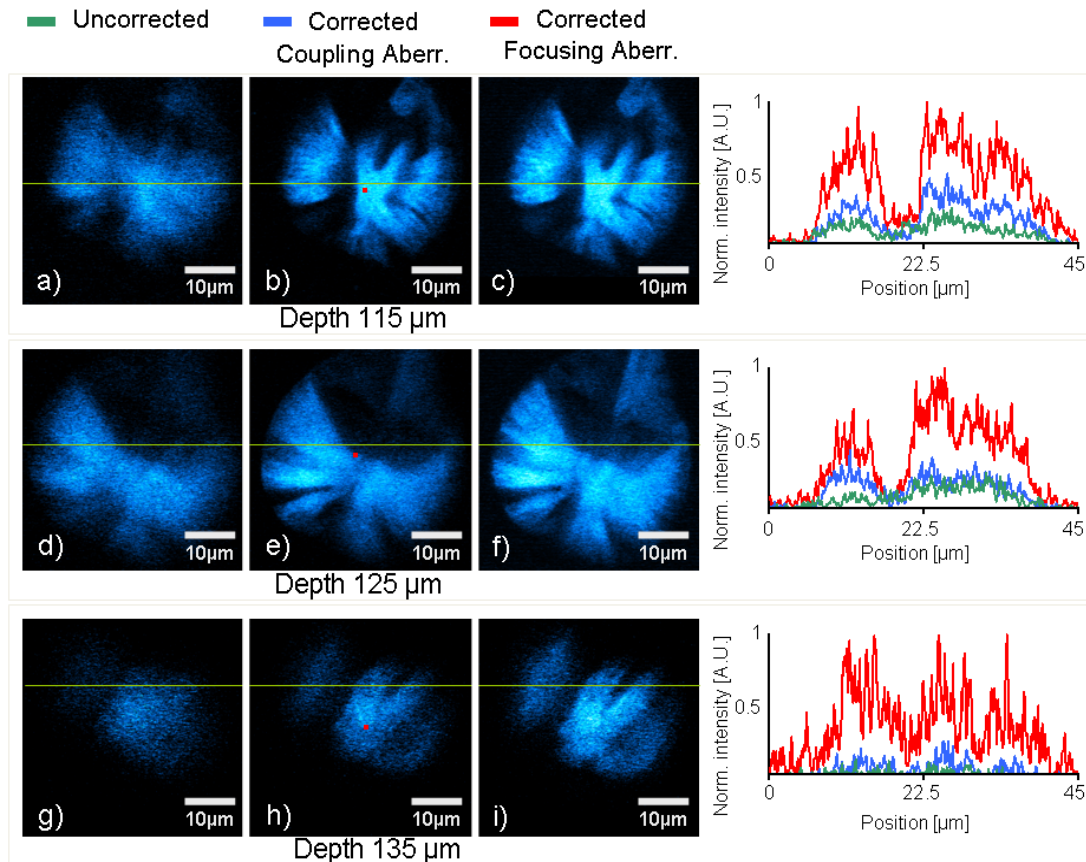 Uncorrected
Corrected
Coupling Aberr.
Corrected
Focusing Aberr.
a)
10µm
b)
10µm
c)
10µm
Depth 115 µm
Norm. intensity [A.U.]
1
0.5
0
22.5
45
Position [µm]
d)
10µm
e)
10µm
f)
10µm
Depth 125 µm
Norm. intensity [A.U.]
1
0.5
0
22.5
45
Position [µm]
g)
10µm
h)
10µm
i)
10µm
Depth 135 µm
Norm. intensity [A.U.]
1
0.5
0
22.5
45
Position [µm]